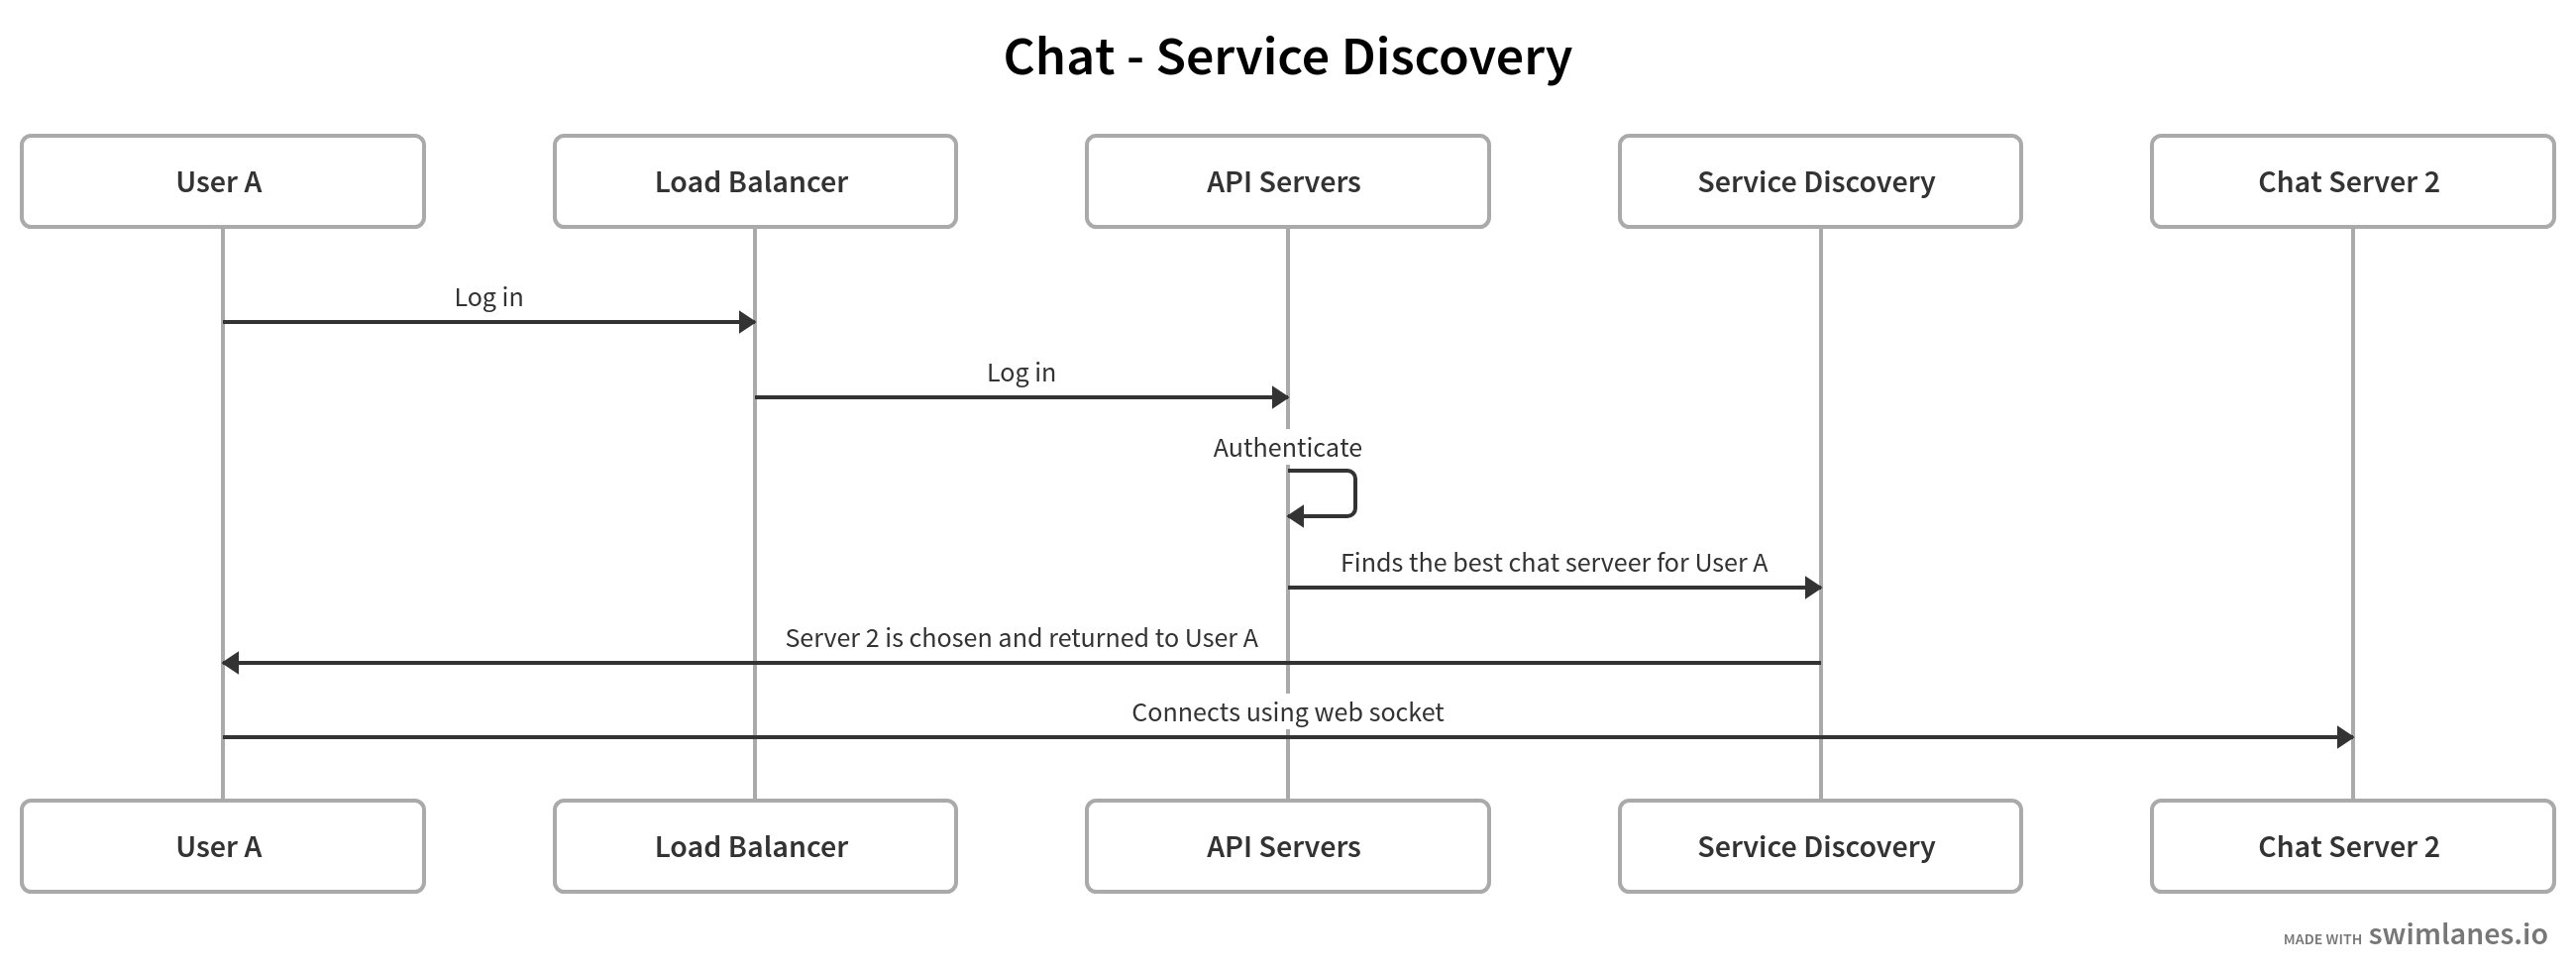 Chat - Service Discovery
User A
Load Balancer
API Servers
Service Discovery
Chat Server 2
Log in
Log in
Authenticate
Finds the best chat serveer for User A
Server 2 is chosen and returned to User A
Connects using web socket
User A
Load Balancer
API Servers
Service Discovery
Chat Server 2
MADE WITH swimlanes.io